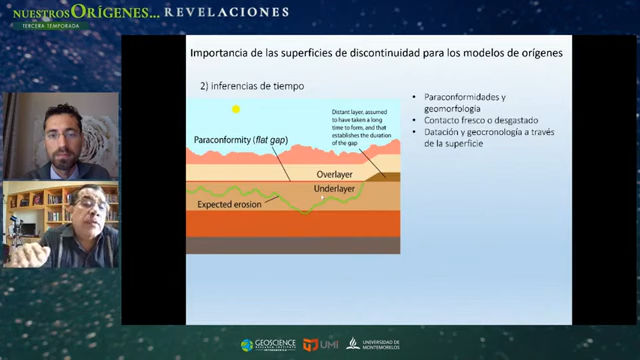 NUESTROS ORÍGENES... REVELACIONES
TERCERA TEMPORADA
Importancia de las superficies de discontinuidad para los modelos de orígenes
2) inferencias de tiempo
Paraconformity (flat gap)
Distant layer, assumed
to have taken a long
time to form, and that
establishes the duration
of the gap
Overlayer
Underlayer
Expected erosion
• Paraconformidades y
geomorfología
• Contacto fresco o desgastado
• Datación y geocronología a través
de la superficie
GEOSCIENCE
RESEARCH INSTITUTE
UMI
UNIVERSIDAD DE
MONTEMORELOS